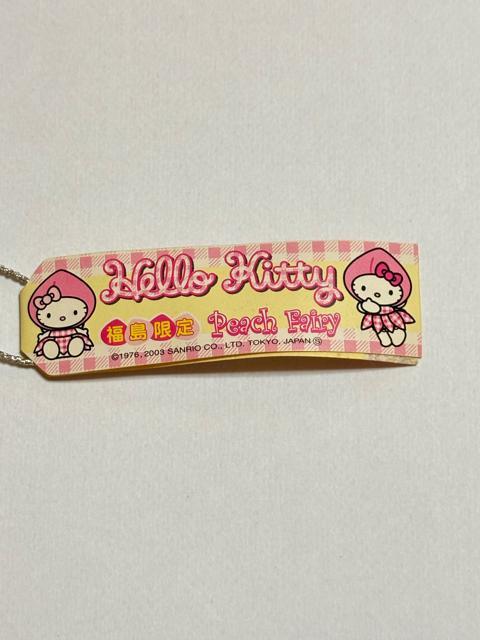 Hello Kitty
福島限定 Peach Fairy
©1976, 2003 SANRIO CO., LTD. TOKYO, JAPAN Ⓢ